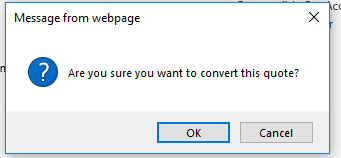 Message from webpage
Are you sure you want to convert this quote?
OK
Cancel